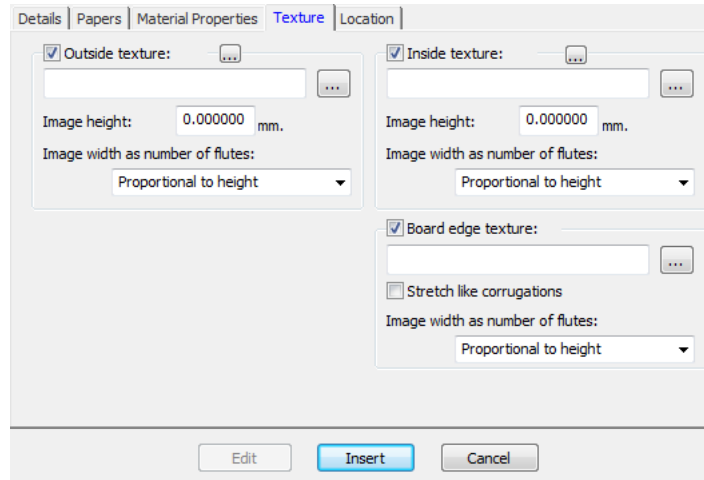 Details Papers Material Properties Texture Location
Outside texture: ...
...
Image height: 0.000000 mm.
Image width as number of flutes:
Proportional to height
Inside texture: ...
...
Image height: 0.000000 mm.
Image width as number of flutes:
Proportional to height
Board edge texture:
...
Stretch like corrugations
Image width as number of flutes:
Proportional to height
Edit Insert Cancel